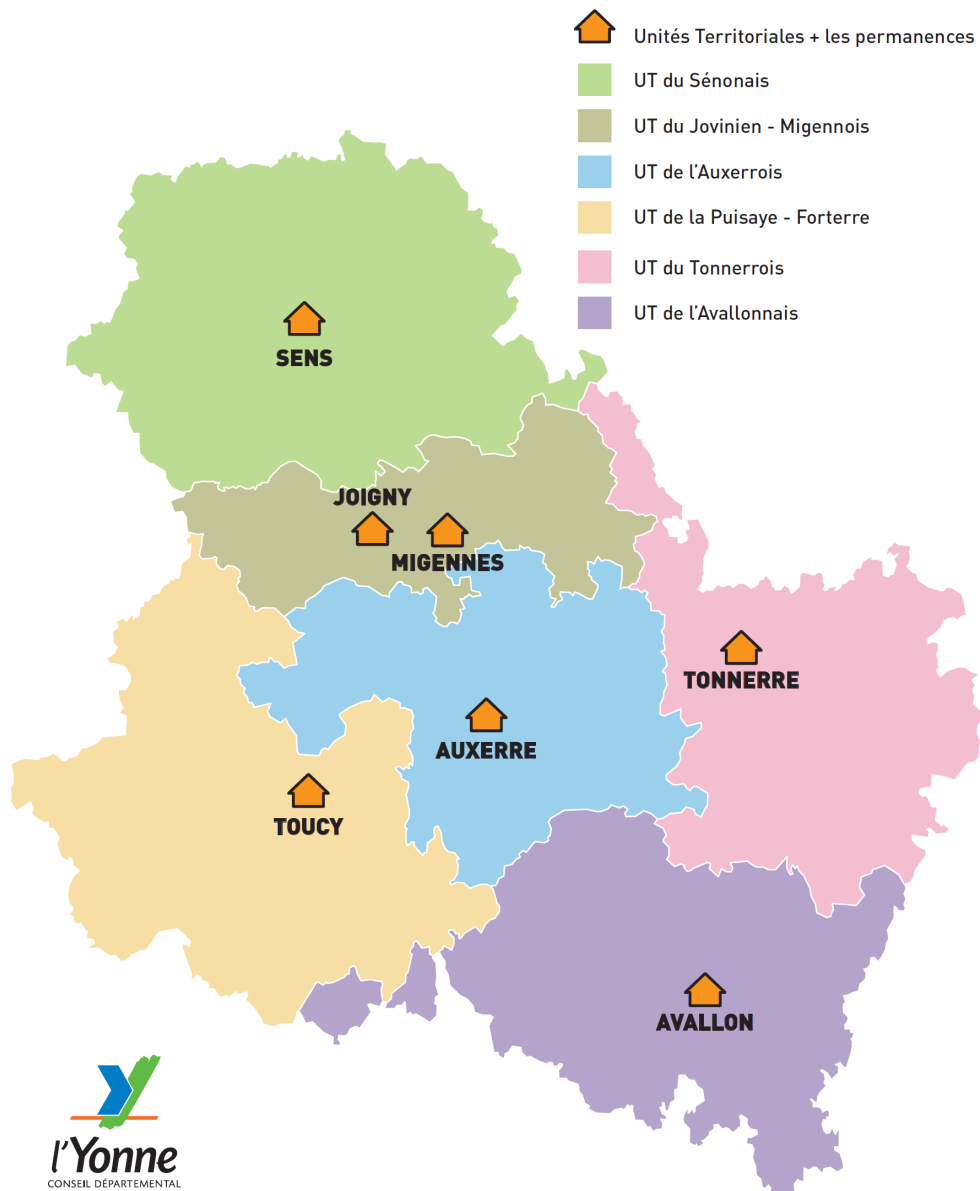 Unités Territoriales + les permanences
UT du Sénonais
UT du Jovinien - Migennois
UT de l'Auxerrois
UT de la Puisaye - Forterre
UT du Tonnerrois
UT de l'Avallonnais
SENS
JOIGNY
MIGENNES
TONNERRE
AUXERRE
TOUCY
AVALLON
l'Yonne
CONSEIL DÉPARTEMENTAL